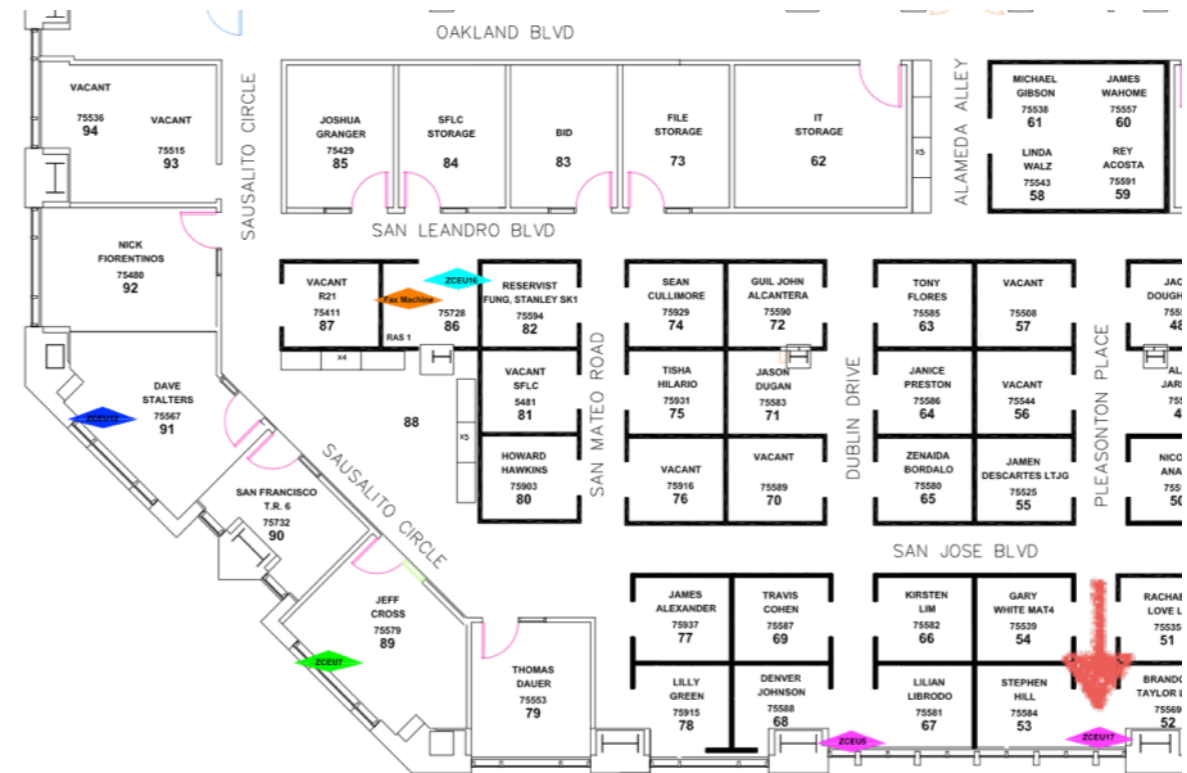 OAKLAND BLVD
SAUSALITO CIRCLE
ALAMEDA ALLEY
VACANT
75536
94
VACANT
75515
93
JOSHUA
GRANGER
75429
85
SFLC
STORAGE
84
BID
83
FILE
STORAGE
73
IT
STORAGE
62
X5
MICHAEL
GIBSON
75538
61
JAMES
WAHOME
75557
60
LINDA
WALZ
75543
58
REY
ACOSTA
75591
59
SAN LEANDRO BLVD
NICK
FIORENTINOS
75480
92
VACANT
R21
75411
87
Fax Machine
ZCEU16
75728
86
RAS 1
X4
RESERVIST
FUNG, STANLEY SK1
75594
82
SEAN
CULLIMORE
75929
74
GUIL JOHN
ALCANTERA
75590
72
TONY
FLORES
75585
63
VACANT
75508
57
48
SAN MATEO ROAD
DUBLIN DRIVE
PLEASONTON PLACE
DAVE
STALTERS
75567
91
ZCEU12
88
X5
VACANT
SFLC
5481
81
TISHA
HILARIO
75931
75
JASON
DUGAN
75583
71
JANICE
PRESTON
75586
64
VACANT
75544
56
SAUSALITO CIRCLE
SAN FRANCISCO
T.R. 6
75732
90
HOWARD
HAWKINS
75903
80
VACANT
75916
76
VACANT
75589
70
ZENAIDA
BORDALO
75580
65
JAMEN
DESCARTES LTJG
75525
55
50
SAN JOSE BLVD
JEFF
CROSS
75579
89
ZCEU7
THOMAS
DAUER
75553
79
JAMES
ALEXANDER
75937
77
TRAVIS
COHEN
75587
69
KIRSTEN
LIM
75582
66
GARY
WHITE MAT4
75539
54
RACHAE
LOVE L
75535
51
LILLY
GREEN
75915
78
DENVER
JOHNSON
75588
68
LILIAN
LIBRODO
75581
67
STEPHEN
HILL
75584
53
BRANDO
TAYLOR L
75569
52
ZCEU5
ZCEU17